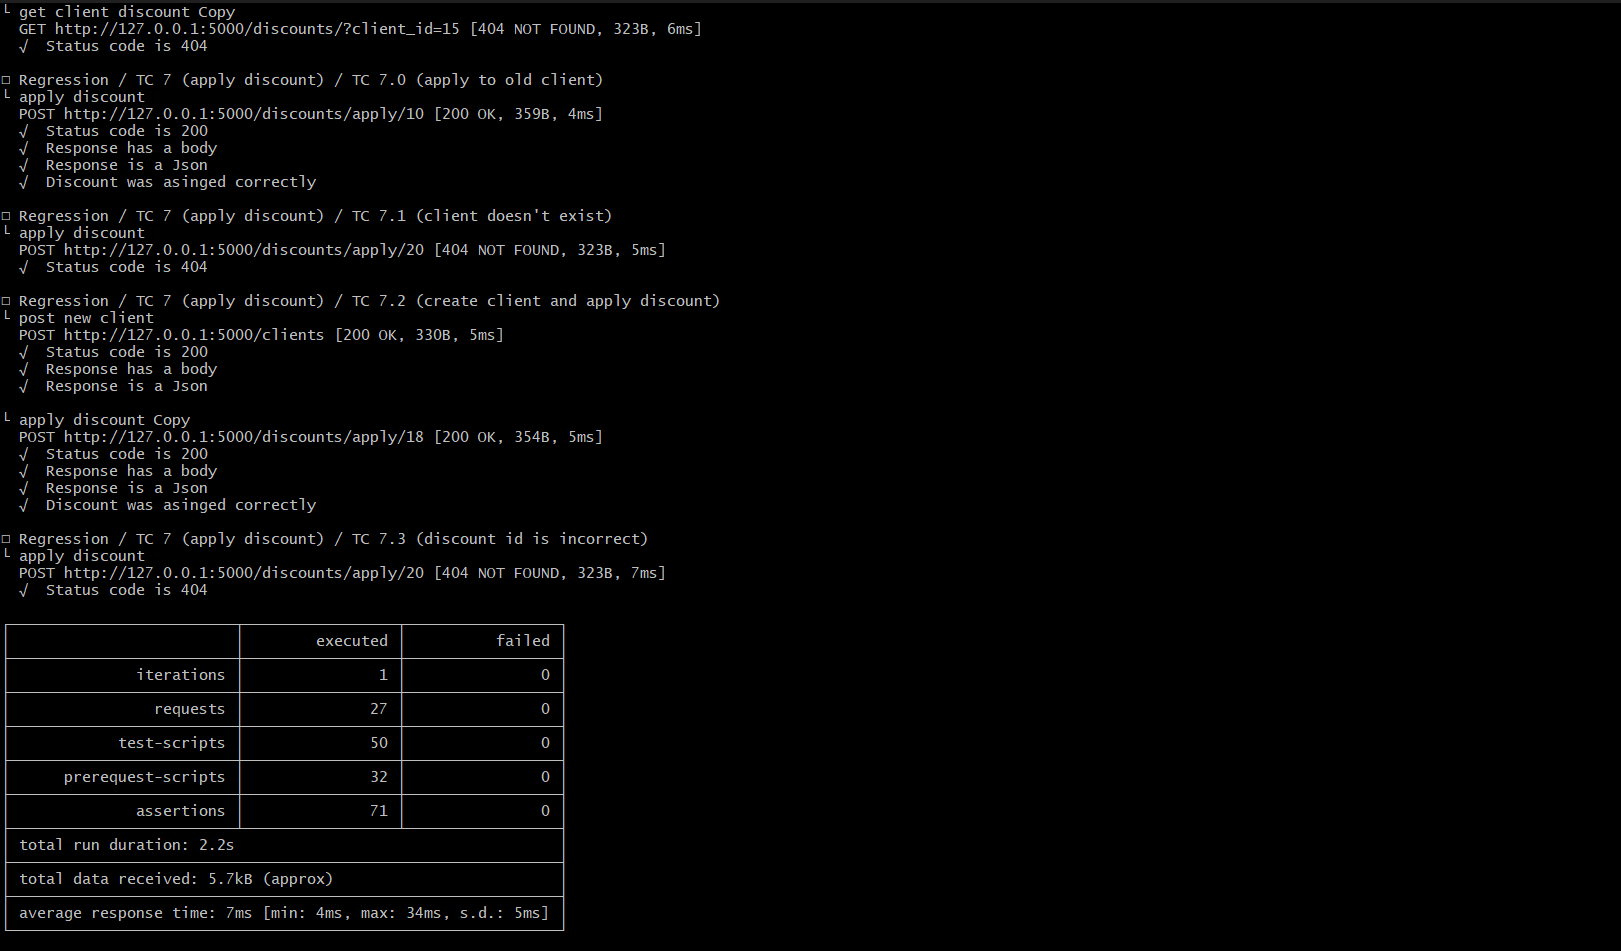 └ get client discount Copy
GET http://127.0.0.1:5000/discounts/?client_id=15 [404 NOT FOUND, 323B, 6ms]
√ Status code is 404
□ Regression / TC 7 (apply discount) / TC 7.0 (apply to old client)
└ apply discount
POST http://127.0.0.1:5000/discounts/apply/10 [200 OK, 359B, 4ms]
√ Status code is 200
√ Response has a body
√ Response is a Json
√ Discount was asinged correctly
□ Regression / TC 7 (apply discount) / TC 7.1 (client doesn't exist)
└ apply discount
POST http://127.0.0.1:5000/discounts/apply/20 [404 NOT FOUND, 323B, 5ms]
√ Status code is 404
□ Regression / TC 7 (apply discount) / TC 7.2 (create client and apply discount)
└ post new client
POST http://127.0.0.1:5000/clients [200 OK, 330B, 5ms]
√ Status code is 200
√ Response has a body
√ Response is a Json
└ apply discount Copy
POST http://127.0.0.1:5000/discounts/apply/18 [200 OK, 354B, 5ms]
√ Status code is 200
√ Response has a body
√ Response is a Json
√ Discount was asinged correctly
□ Regression / TC 7 (apply discount) / TC 7.3 (discount id is incorrect)
└ apply discount
POST http://127.0.0.1:5000/discounts/apply/20 [404 NOT FOUND, 323B, 7ms]
√ Status code is 404
executed failed
iterations 1 0
requests 27 0
test-scripts 50 0
prerequest-scripts 32 0
assertions 71 0
total run duration: 2.2s
total data received: 5.7kB (approx)
average response time: 7ms [min: 4ms, max: 34ms, s.d.: 5ms]